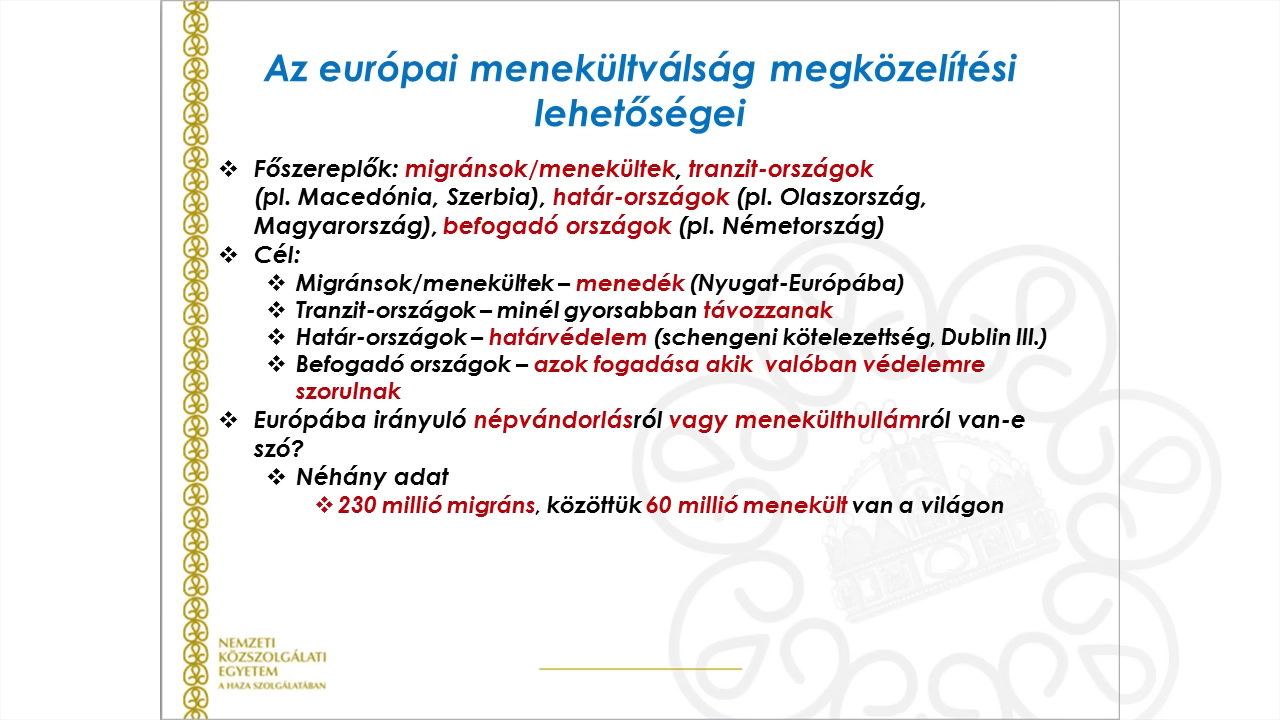 Az európai menekültválság megközelítési
lehetőségei
❖ Főszereplők: migránsok/menekültek, tranzit-országok
(pl. Macedónia, Szerbia), határ-országok (pl. Olaszország,
Magyarország), befogadó országok (pl. Németország)
❖ Cél:
❖ Migránsok/menekültek – menedék (Nyugat-Európába)
❖ Tranzit-országok – minél gyorsabban távozzanak
❖ Határ-országok – határvédelem (schengeni kötelezettség, Dublin III.)
❖ Befogadó országok – azok fogadása akik valóban védelemre
szorulnak
❖ Európába irányuló népvándorlásról vagy menekülthullámról van-e
szó?
❖ Néhány adat
❖ 230 millió migráns, közöttük 60 millió menekült van a világon
NEMZETI
KÖZSZOLGÁLATI
EGYETEM
A HAZA SZOLGÁLATÁBAN